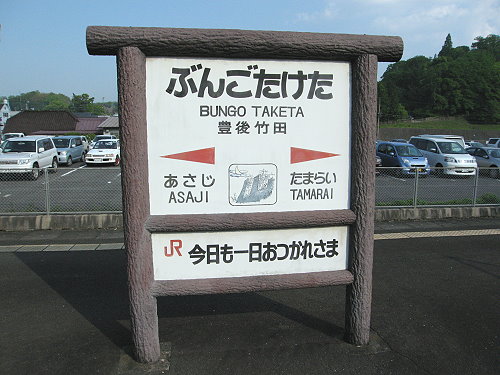 ぶんごたけた
BUNGO TAKETA
豊後竹田
あさじ たまらい
ASAJI TAMARAI
JR 今日も一日おつかれさま